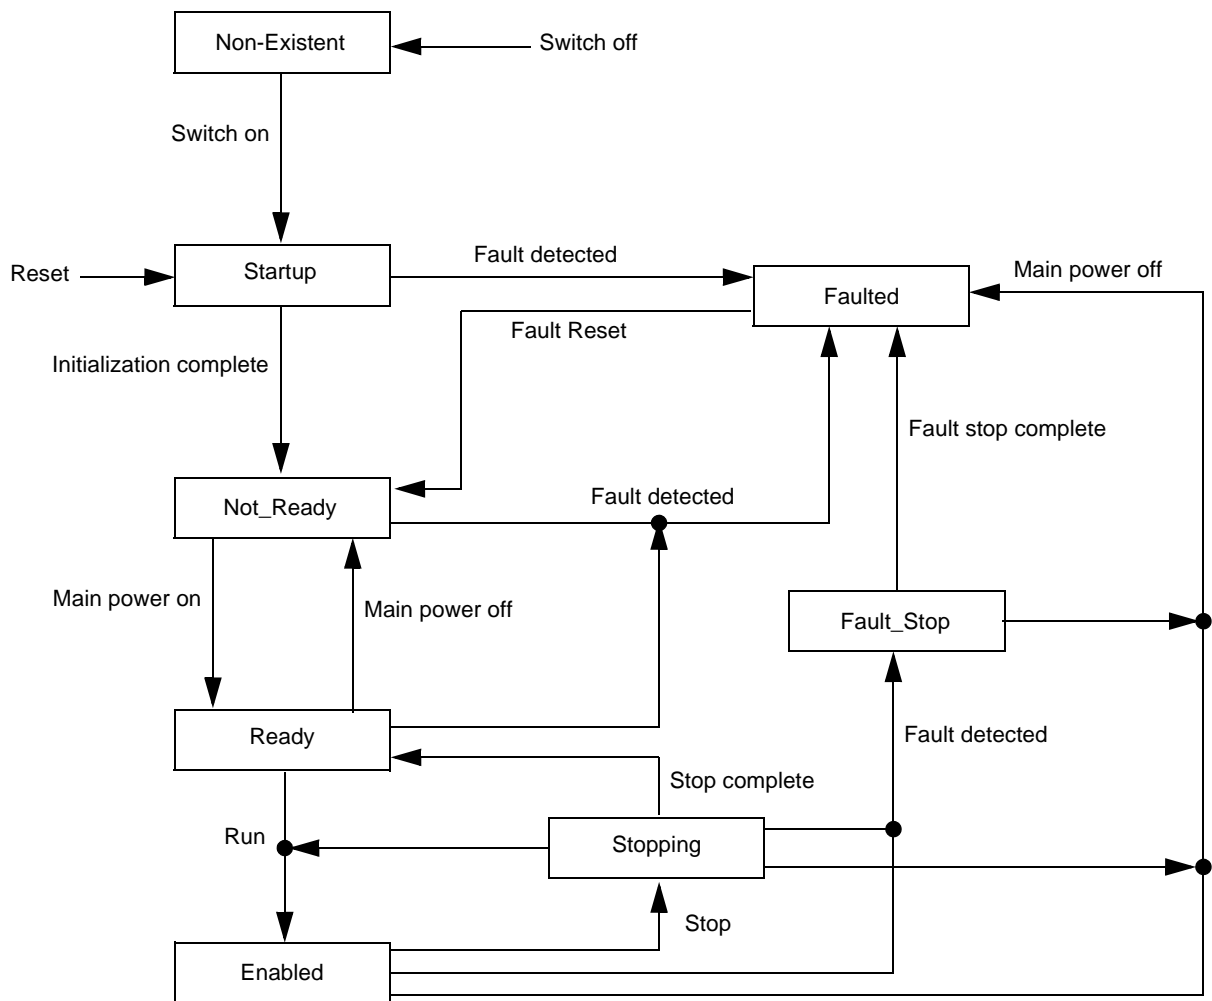 Non-Existent
Switch off
Switch on
Reset
Startup
Fault detected
Main power off
Faulted
Fault Reset
Initialization complete
Fault stop complete
Not_Ready
Fault detected
Main power on
Main power off
Fault_Stop
Ready
Fault detected
Stop complete
Run
Stopping
Stop
Enabled